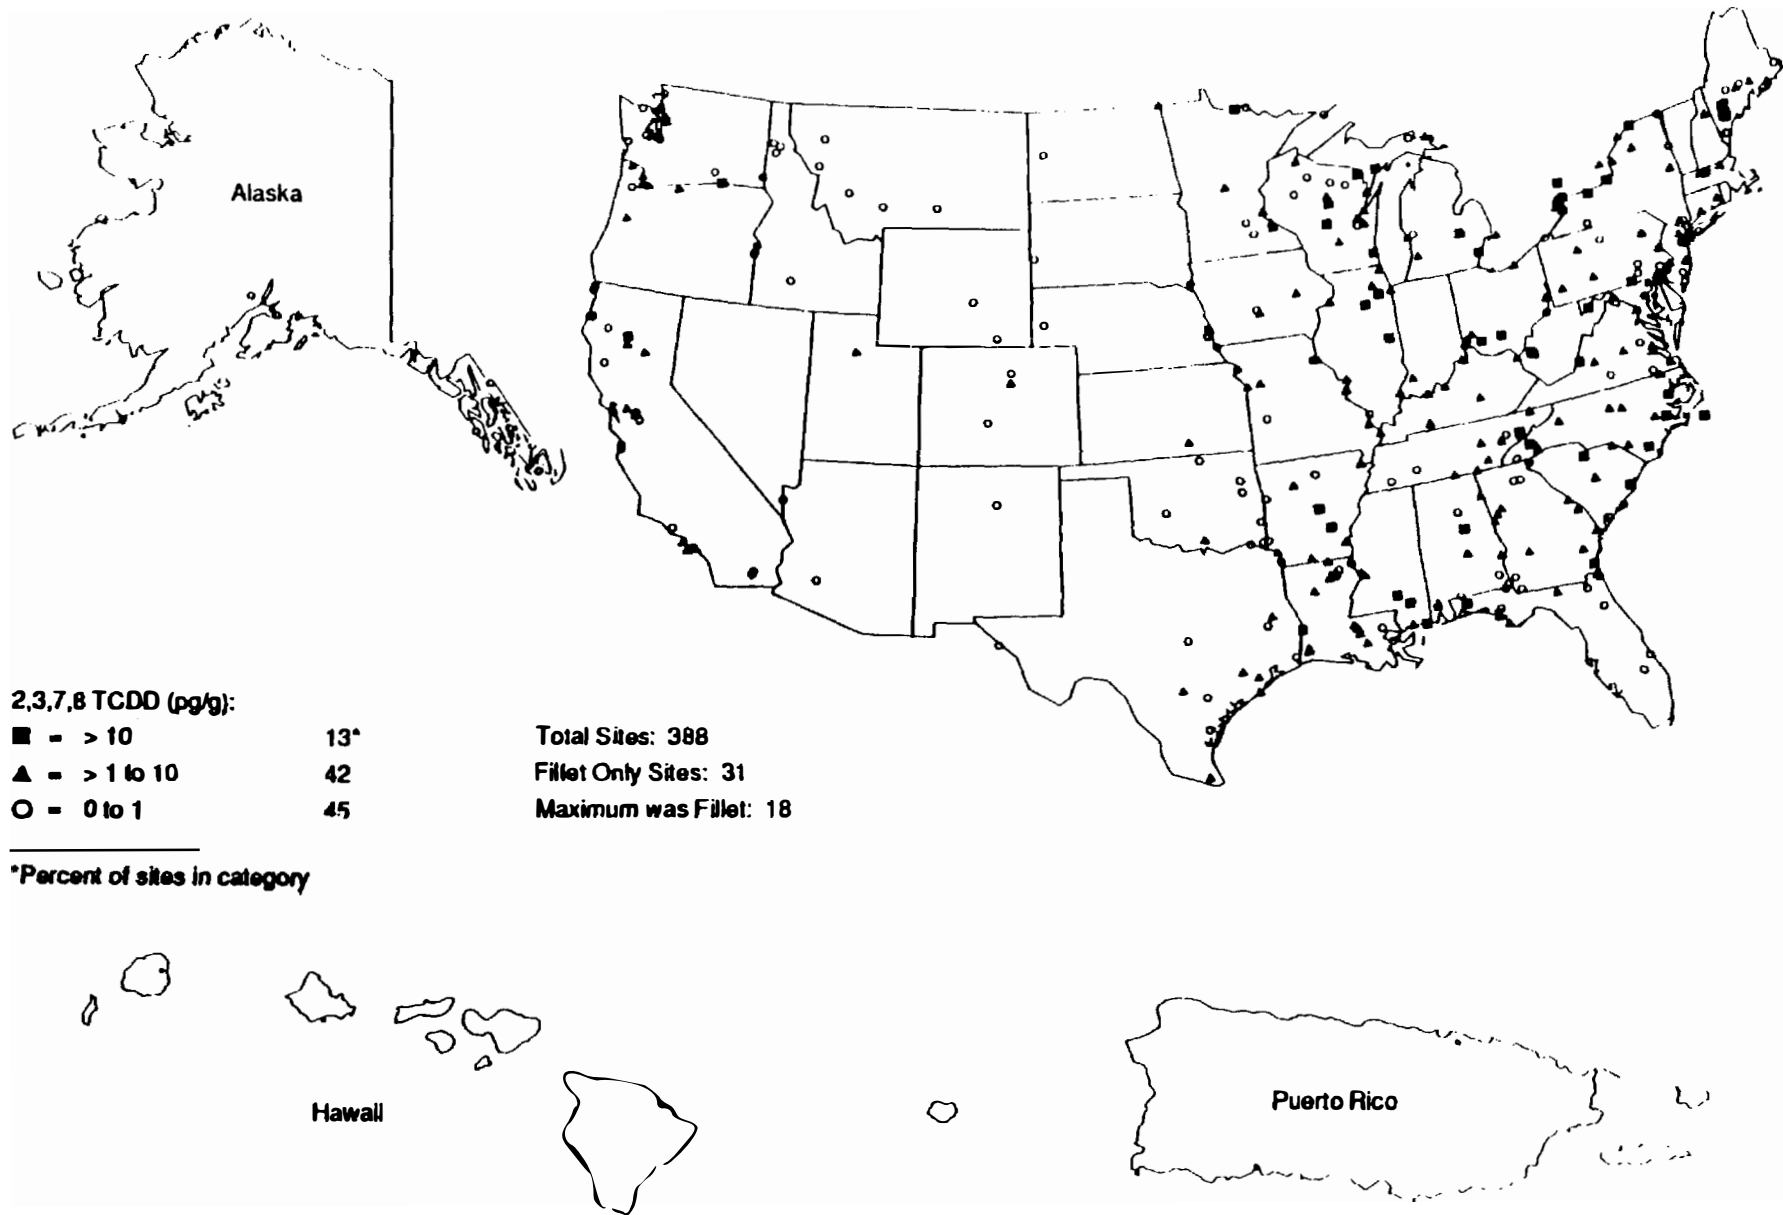 Alaska
2,3,7,8 TCDD (pg/g):
■ = > 10 13*
▲ = > 1 to 10 42
O = 0 to 1 45
Total Sites: 388
Fillet Only Sites: 31
Maximum was Fillet: 18
*Percent of sites in category
Hawaii
Puerto Rico